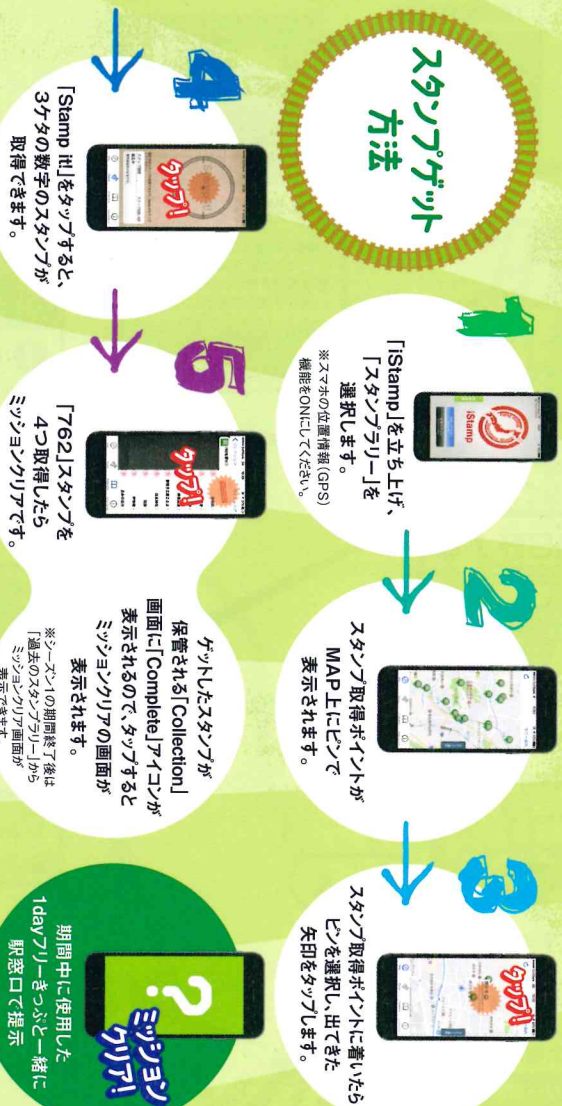 スタンプゲット
方法
1
iStamp
「iStamp」を立ち上げ、
「スタンプラリー」を
選択します。
※スマホの位置情報(GPS)
機能をONにしてください。
2
スタンプ取得ポイントが
MAP上にピンで
表示されます。
3
タップ!
スタンプ取得ポイントに着いたら
ピンを選択し、出てきた
矢印をタップします。
4
タップ!
「Stamp it!」をタップすると、
3ケタの数字のスタンプが
取得できます。
5
タップ!
「762」スタンプを
4つ取得したら
ミッションクリアです。
ゲットしたスタンプが
保管される「Collection」
画面に「Complete」アイコンが
表示されるので、タップすると
ミッションクリアの画面が
表示されます。
※シーズン1の期間終了後は
「過去のスタンプラリー」から
ミッションクリア画面が
表示できます。
?
ミッション
クリア!
期間中に使用した
1dayフリーきっぷと一緒に
駅窓口で提示